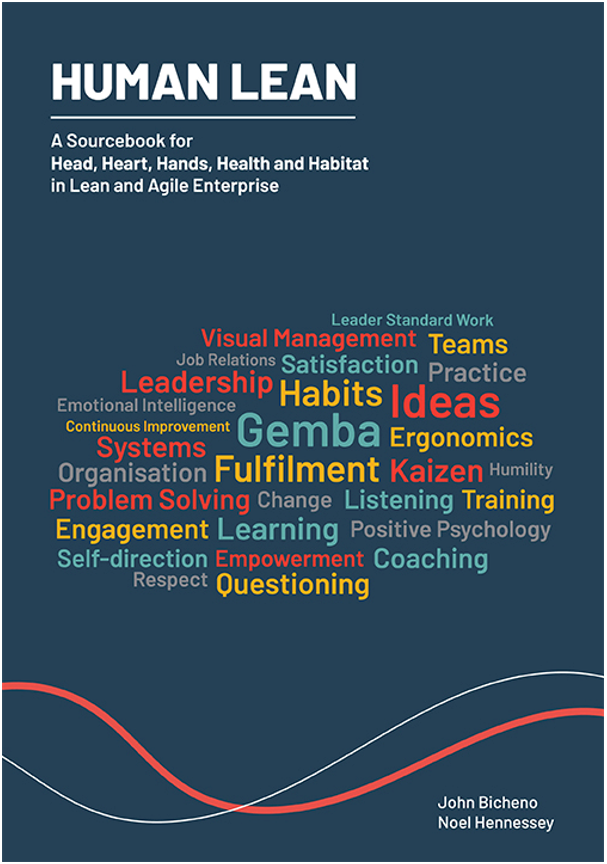 HUMAN LEAN
A Sourcebook for
Head, Heart, Hands, Health and Habitat
in Lean and Agile Enterprise
Leader Standard Work
Visual Management Teams
Job Relations Satisfaction Practice
Leadership Habits Ideas
Emotional Intelligence
Continuous Improvement Gemba Ergonomics
Systems
Organisation Fulfilment Kaizen Humility
Problem Solving Change Listening Training
Engagement Learning Positive Psychology
Self-direction Empowerment Coaching
Respect Questioning
John Bicheno
Noel Hennessey